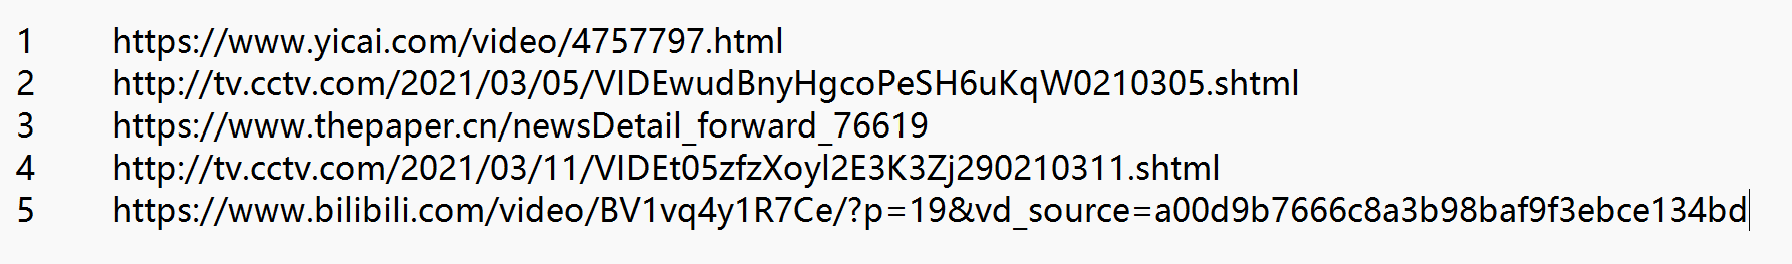 1 https://www.yicai.com/video/4757797.html
2 http://tv.cctv.com/2021/03/05/VIDEwudBnyHgcoPeSH6uKqW0210305.shtml
3 https://www.thepaper.cn/newsDetail_forward_76619
4 http://tv.cctv.com/2021/03/11/VIDEt05zfzXoyl2E3K3Zj290210311.shtml
5 https://www.bilibili.com/video/BV1vq4y1R7Ce/?p=19&vd_source=a00d9b7666c8a3b98baf9f3ebce134bd